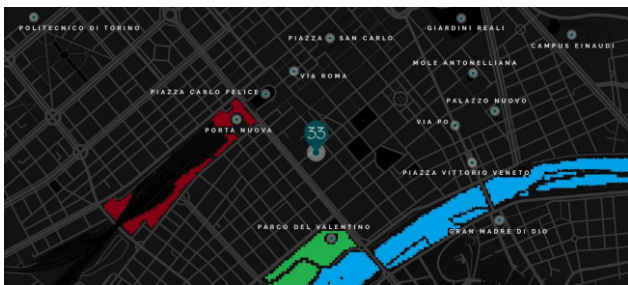 POLITECNICO DI TORINO
PIAZZA SAN CARLO
GIARDINI REALI
CAMPUS EINAUDI
MOLE ANTONELLIANA
VIA ROMA
PIAZZA CARLO FELICE
PALAZZO NUOVO
PORTA NUOVA
33
VIA PO
PIAZZA VITTORIO VENETO
PARCO DEL VALENTINO
GRAN MADRE DI DIO